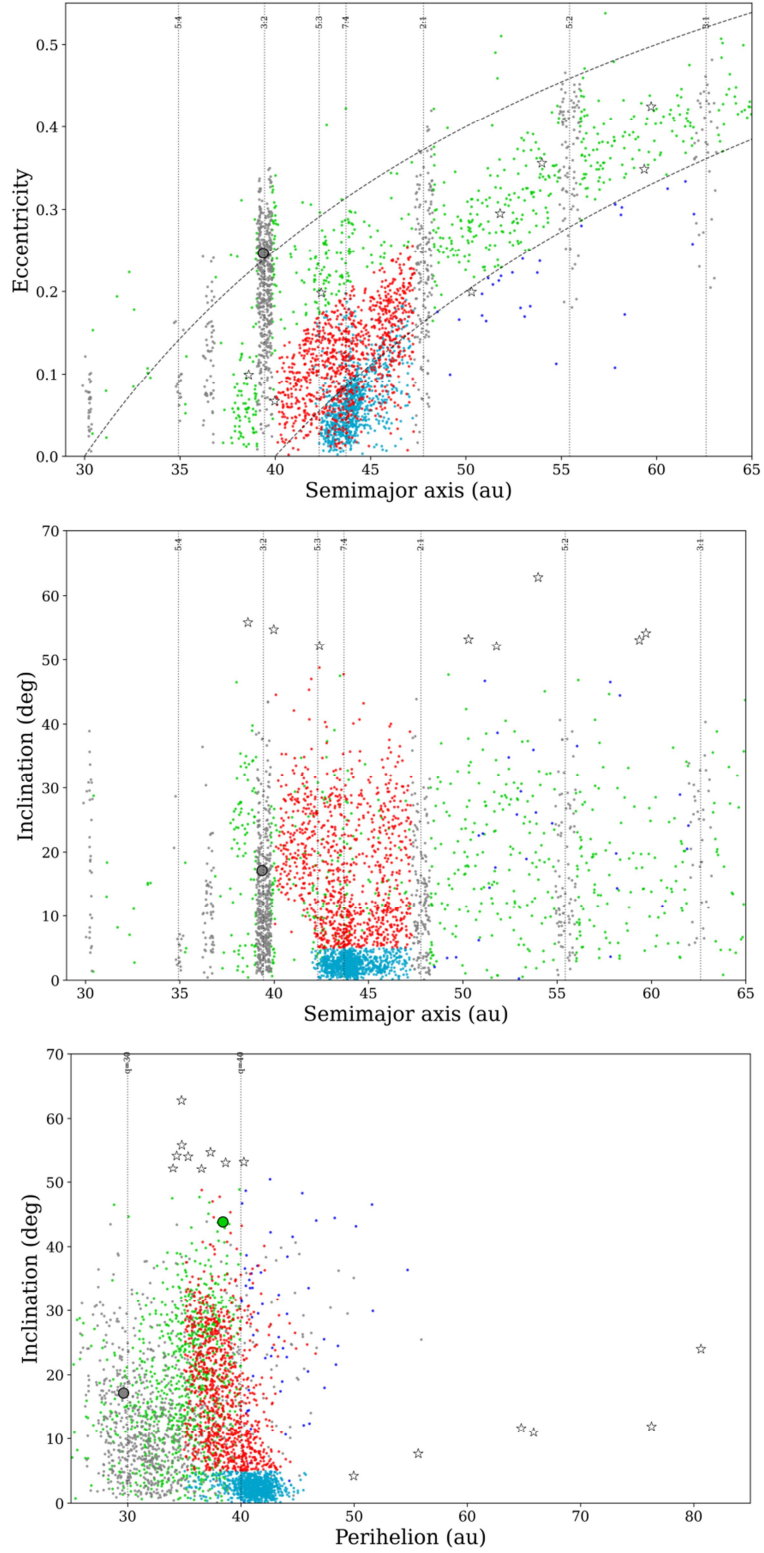 5:4 3:2 5:3 7:4 2:1 5:2 3:1
0.5
0.4
0.3
0.2
0.1
0.0
Eccentricity
30 35 40 45 50 55 60 65
Semimajor axis (au)
5:4 3:2 5:3 7:4 2:1 5:2 3:1
70
60
50
40
30
20
10
0
Inclination (deg)
30 35 40 45 50 55 60 65
Semimajor axis (au)
q=30 q=40
70
60
50
40
30
20
10
0
Inclination (deg)
30 40 50 60 70 80
Perihelion (au)